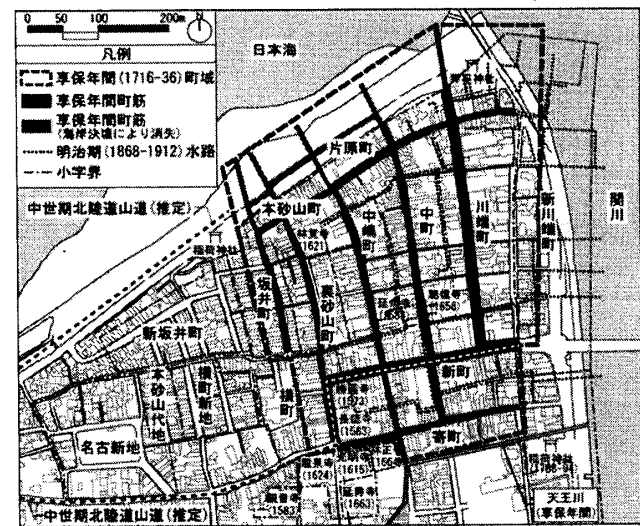 0 50 100 200m
N
凡例
享保年間(1716-36)町域
享保年間町筋
享保年間町筋
(海岸決壊により消失)
明治期(1868-1912)水路
小字界
日本海
中世期北陸道山道(推定)
片原町
本砂山町
中嶋町
中町
川端町
新川端町
関川
(1621)
稲荷神社
坂井町
裏砂山町
新坂井町
本砂山代地
横町新地
横町
新町
寄町
名古新地
(1563)
(1624)
(1615)
(1583)
(1663)
稲荷神社
天王川
(享保年間)
中世期北陸道山道(推定)